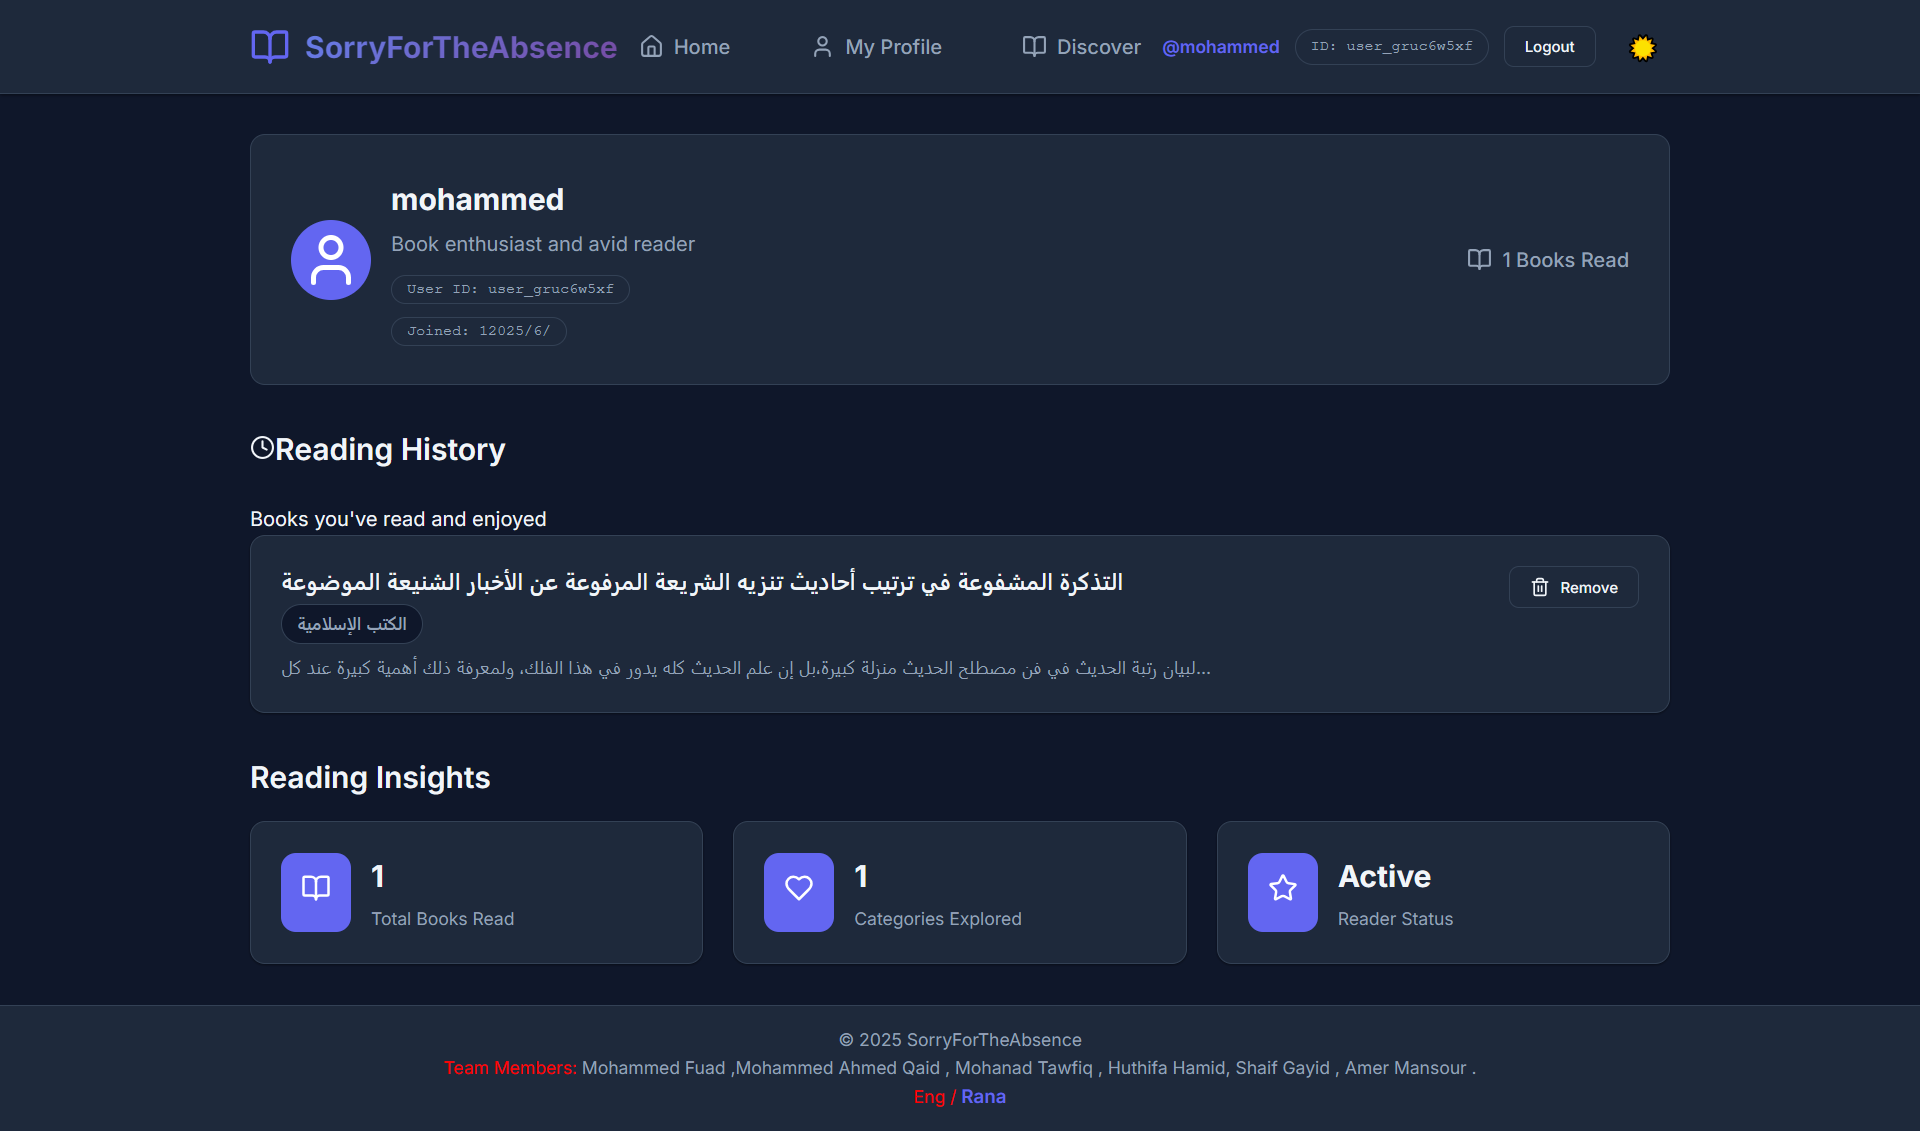 SorryForTheAbsence Home My Profile Discover @mohammed ID: user_gruc6w5xf Logout
mohammed
Book enthusiast and avid reader
User ID: user_gruc6w5xf
Joined: 12025/6/
1 Books Read
Reading History
Books you've read and enjoyed
التذكرة المشفوعة في ترتيب أحاديث تنزيه الشريعة المرفوعة عن الأخبار الشنيعة الموضوعة
Remove
الكتب الإسلامية
لبيان رتبة الحديث في فن مصطلح الحديث منزلة كبيرة،بل إن علم الحديث كله يدور في هذا الفلك، ولمعرفة ذلك أهمية كبيرة عند كل...
Reading Insights
1
Total Books Read
1
Categories Explored
Active
Reader Status
© 2025 SorryForTheAbsence
Team Members: Mohammed Fuad ,Mohammed Ahmed Qaid , Mohanad Tawfiq , Huthifa Hamid, Shaif Gayid , Amer Mansour .
Eng / Rana